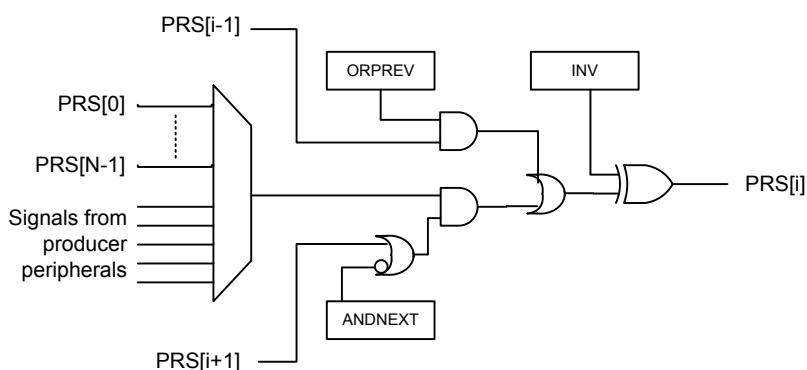 PRS[i-1]
ORPREV
INV
PRS[0]
PRS[N-1]
PRS[i]
Signals from
producer
peripherals
ANDNEXT
PRS[i+1]